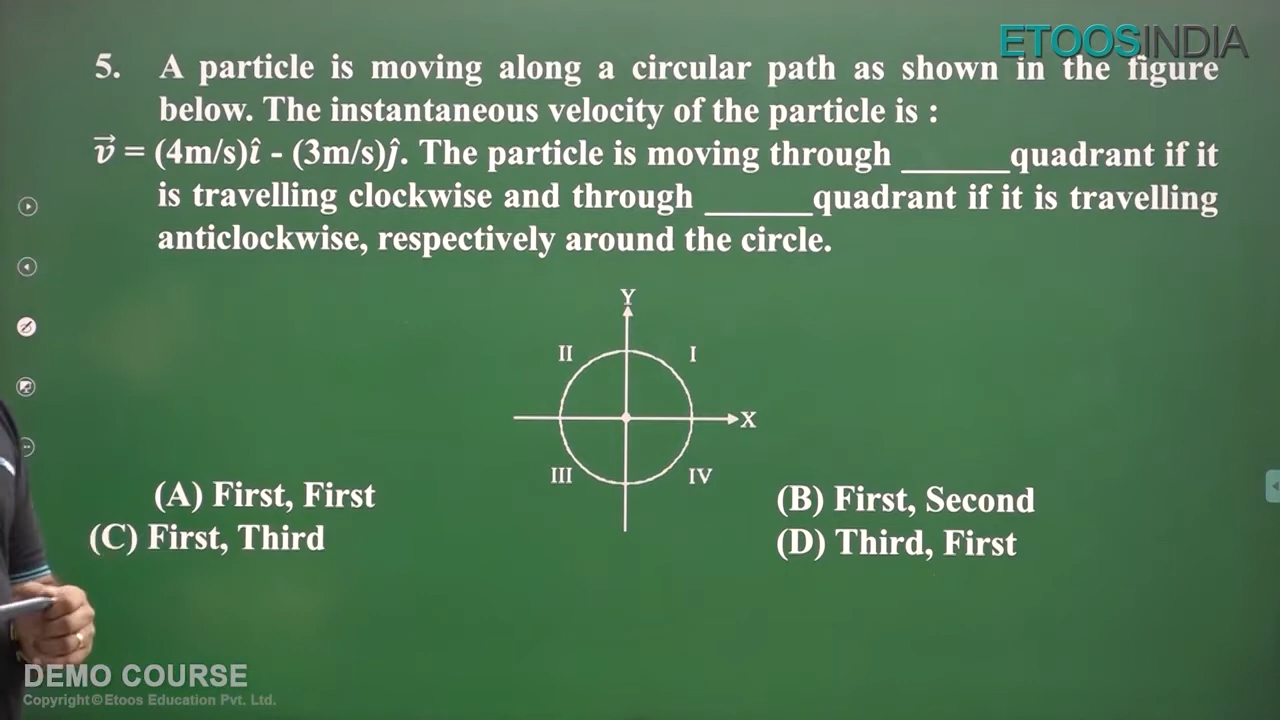 ETOOSINDIA
5. A particle is moving along a circular path as shown in the figure
below. The instantaneous velocity of the particle is :
v⃗ = (4m/s)î - (3m/s)ĵ. The particle is moving through ______quadrant if it
is travelling clockwise and through ______quadrant if it is travelling
anticlockwise, respectively around the circle.
Y
II I
X
III IV
(A) First, First (B) First, Second
(C) First, Third (D) Third, First
DEMO COURSE
Copyright©Etoos Education Pvt. Ltd.